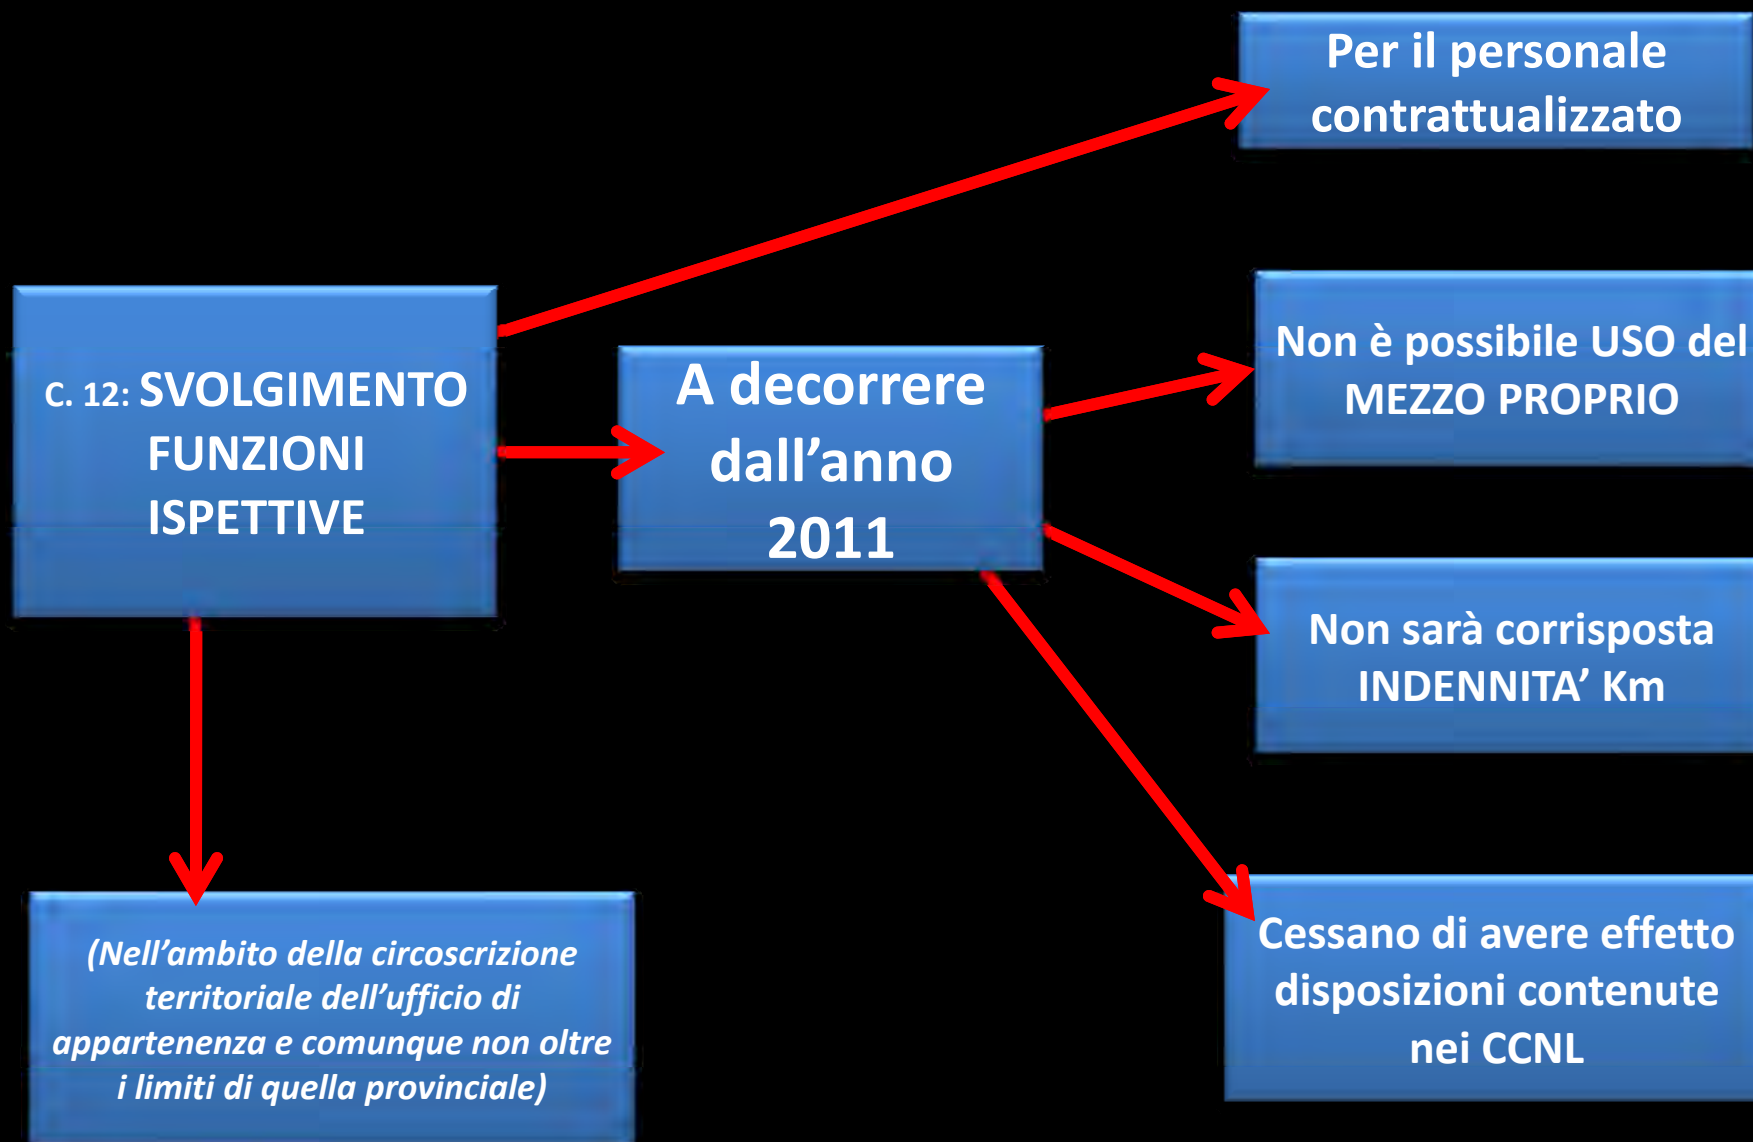 Per il personale
contrattualizzato
C. 12: SVOLGIMENTO
FUNZIONI
ISPETTIVE
A decorrere
dall’anno
2011
Non è possibile USO del
MEZZO PROPRIO
Non sarà corrisposta
INDENNITA’ Km
(Nell’ambito della circoscrizione
territoriale dell’ufficio di
appartenenza e comunque non oltre
i limiti di quella provinciale)
Cessano di avere effetto
disposizioni contenute
nei CCNL